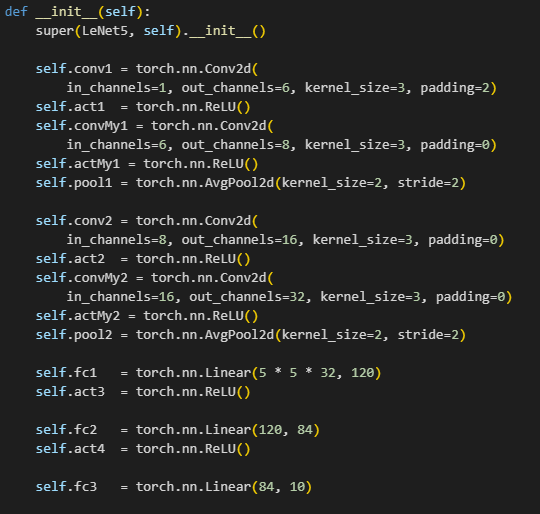 def __init__(self):
    super(LeNet5, self).__init__()

    self.conv1 = torch.nn.Conv2d(
        in_channels=1, out_channels=6, kernel_size=3, padding=2)
    self.act1  = torch.nn.ReLU()
    self.convMy1 = torch.nn.Conv2d(
        in_channels=6, out_channels=8, kernel_size=3, padding=0)
    self.actMy1 = torch.nn.ReLU()
    self.pool1 = torch.nn.AvgPool2d(kernel_size=2, stride=2)

    self.conv2 = torch.nn.Conv2d(
        in_channels=8, out_channels=16, kernel_size=3, padding=0)
    self.act2  = torch.nn.ReLU()
    self.convMy2 = torch.nn.Conv2d(
        in_channels=16, out_channels=32, kernel_size=3, padding=0)
    self.actMy2 = torch.nn.ReLU()
    self.pool2 = torch.nn.AvgPool2d(kernel_size=2, stride=2)

    self.fc1   = torch.nn.Linear(5 * 5 * 32, 120)
    self.act3  = torch.nn.ReLU()

    self.fc2   = torch.nn.Linear(120, 84)
    self.act4  = torch.nn.ReLU()

    self.fc3   = torch.nn.Linear(84, 10)